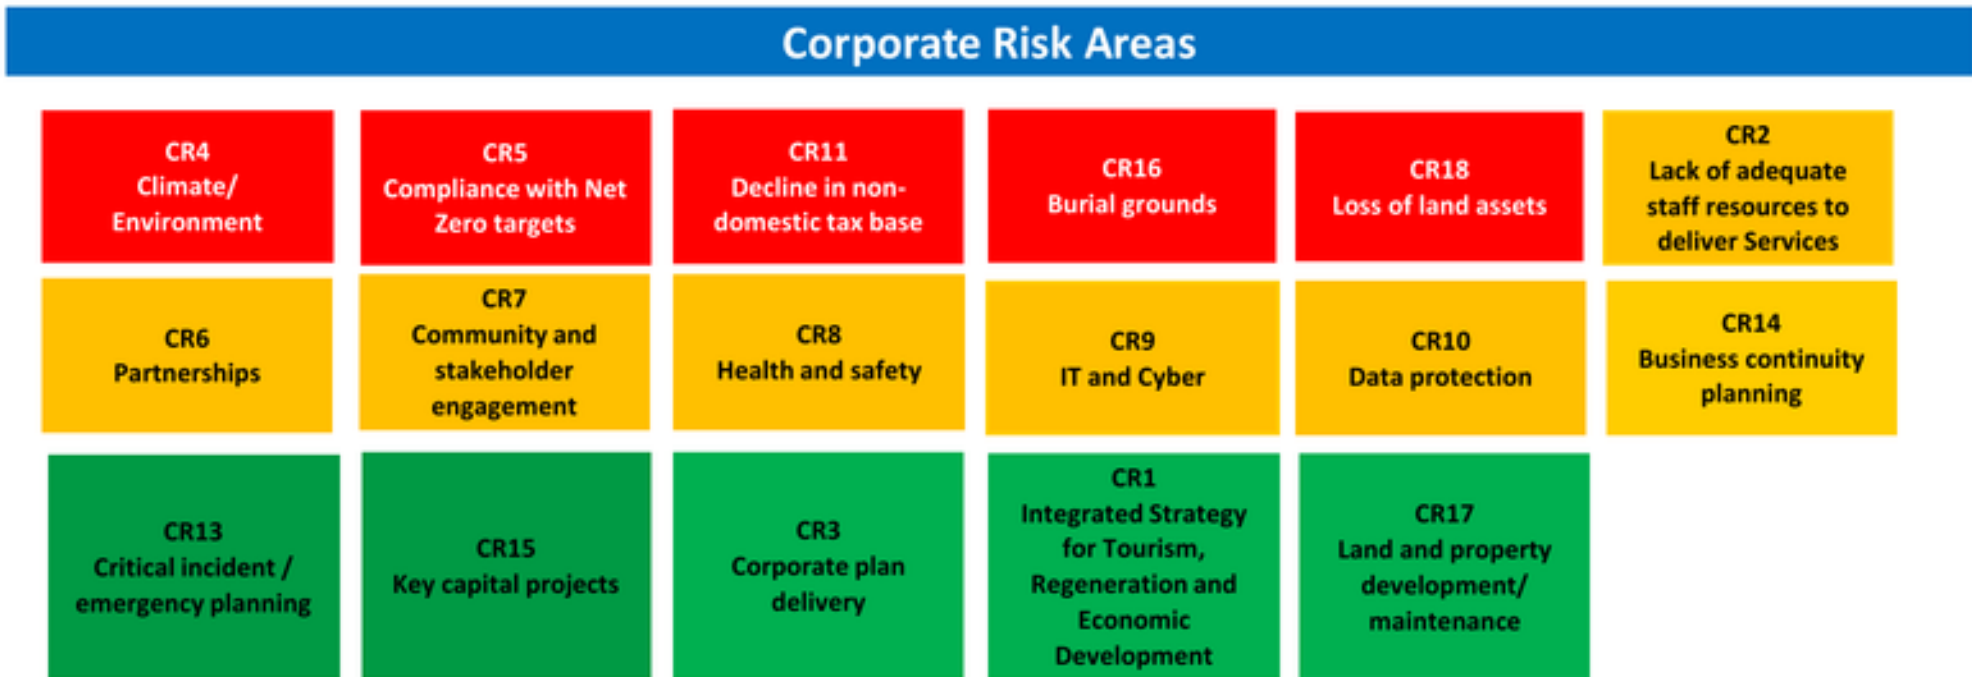 Corporate Risk Areas
CR4
Climate/
Environment
CR5
Compliance with Net
Zero targets
CR11
Decline in non-
domestic tax base
CR16
Burial grounds
CR18
Loss of land assets
CR2
Lack of adequate
staff resources to
deliver Services
CR6
Partnerships
CR7
Community and
stakeholder
engagement
CR8
Health and safety
CR9
IT and Cyber
CR10
Data protection
CR14
Business continuity
planning
CR13
Critical incident /
emergency planning
CR15
Key capital projects
CR3
Corporate plan
delivery
CR1
Integrated Strategy
for Tourism,
Regeneration and
Economic
Development
CR17
Land and property
development/
maintenance